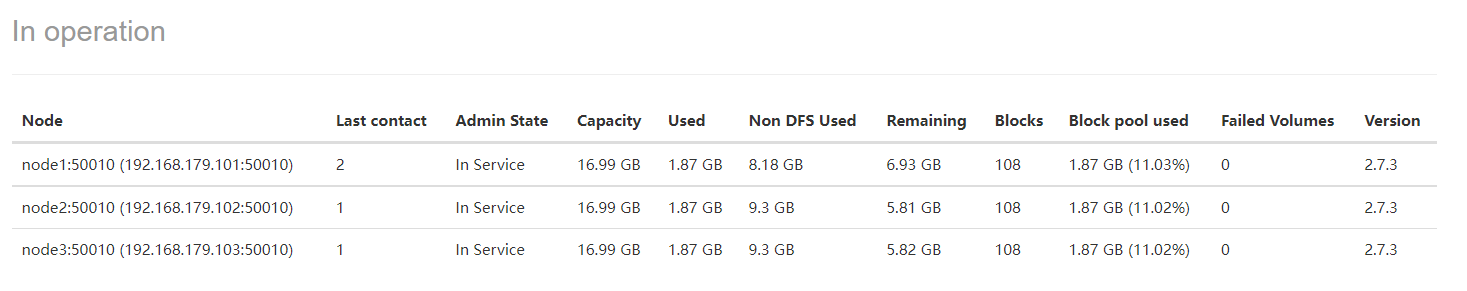 In operation
Node Last contact Admin State Capacity Used Non DFS Used Remaining Blocks Block pool used Failed Volumes Version
node1:50010 (192.168.179.101:50010) 2 In Service 16.99 GB 1.87 GB 8.18 GB 6.93 GB 108 1.87 GB (11.03%) 0 2.7.3
node2:50010 (192.168.179.102:50010) 1 In Service 16.99 GB 1.87 GB 9.3 GB 5.81 GB 108 1.87 GB (11.02%) 0 2.7.3
node3:50010 (192.168.179.103:50010) 1 In Service 16.99 GB 1.87 GB 9.3 GB 5.82 GB 108 1.87 GB (11.02%) 0 2.7.3